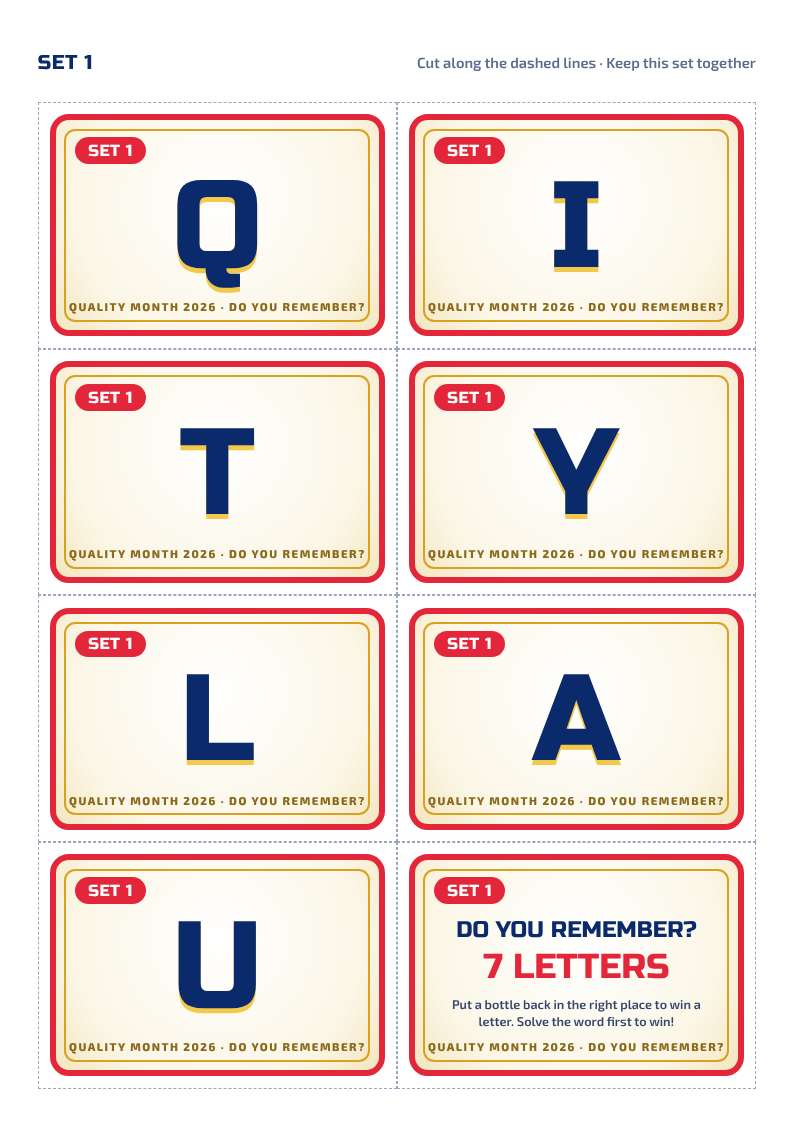 SET 1
Cut along the dashed lines · Keep this set together
SET 1
Q
QUALITY MONTH 2026 · DO YOU REMEMBER?
SET 1
I
QUALITY MONTH 2026 · DO YOU REMEMBER?
SET 1
T
QUALITY MONTH 2026 · DO YOU REMEMBER?
SET 1
Y
QUALITY MONTH 2026 · DO YOU REMEMBER?
SET 1
L
QUALITY MONTH 2026 · DO YOU REMEMBER?
SET 1
A
QUALITY MONTH 2026 · DO YOU REMEMBER?
SET 1
U
QUALITY MONTH 2026 · DO YOU REMEMBER?
SET 1
DO YOU REMEMBER?
7 LETTERS
Put a bottle back in the right place to win a
letter. Solve the word first to win!
QUALITY MONTH 2026 · DO YOU REMEMBER?